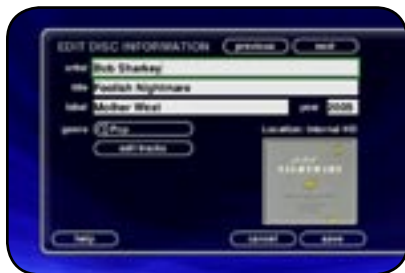 EDIT DISC INFORMATION previous next
artist Bob Sharkey
title Foolish Nightmare
label Mother West year 2005
genre Pop Location: Internal HD
edit tracks
NIGHTMARE
help cancel save